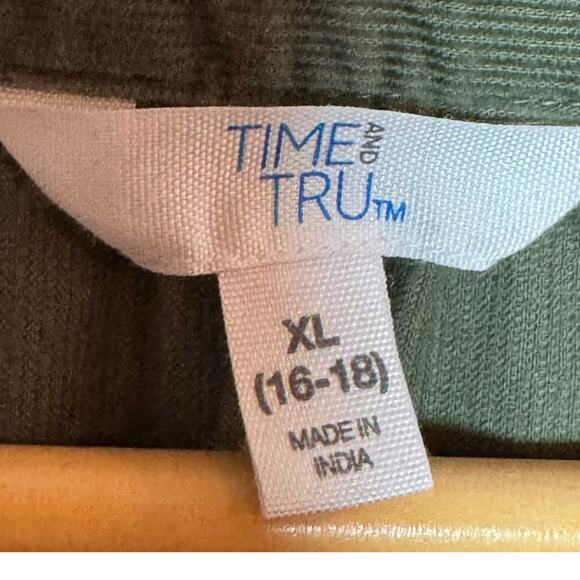 TIME AND
TRU™
XL
(16-18)
MADE IN
INDIA